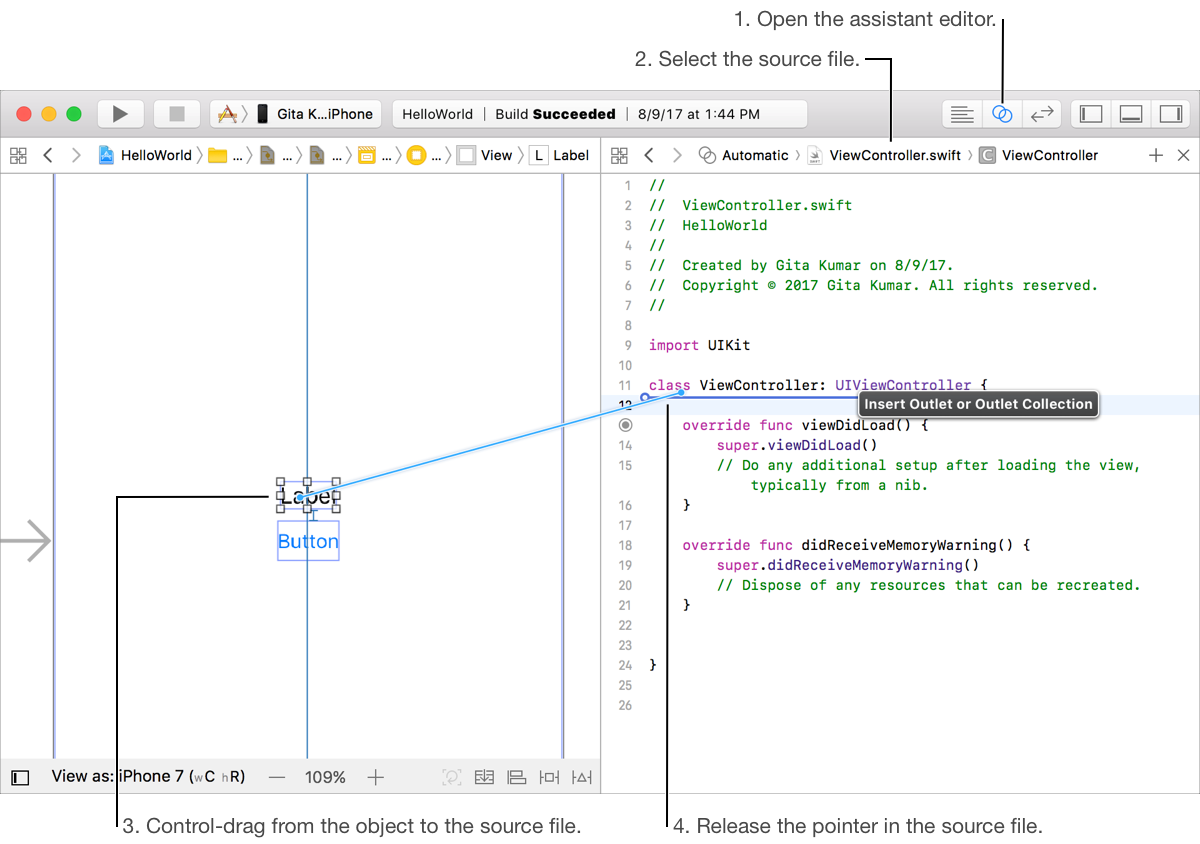 1. Open the assistant editor.
2. Select the source file.
Gita K...iPhone
HelloWorld | Build Succeeded | 8/9/17 at 1:44 PM
HelloWorld ... ... ... ... ... View L Label
Automatic ViewController.swift C ViewController
1 //
2 // ViewController.swift
3 // HelloWorld
4 //
5 // Created by Gita Kumar on 8/9/17.
6 // Copyright © 2017 Gita Kumar. All rights reserved.
7 //
8
9 import UIKit
10
11 class ViewController: UIViewController {
12
Insert Outlet or Outlet Collection
override func viewDidLoad() {
14 super.viewDidLoad()
15 // Do any additional setup after loading the view,
typically from a nib.
16 }
17
18 override func didReceiveMemoryWarning() {
19 super.didReceiveMemoryWarning()
20 // Dispose of any resources that can be recreated.
21 }
22
23
24 }
25
26
Label
Button
View as: iPhone 7 (wC hR) — 109% +
3. Control-drag from the object to the source file.
4. Release the pointer in the source file.